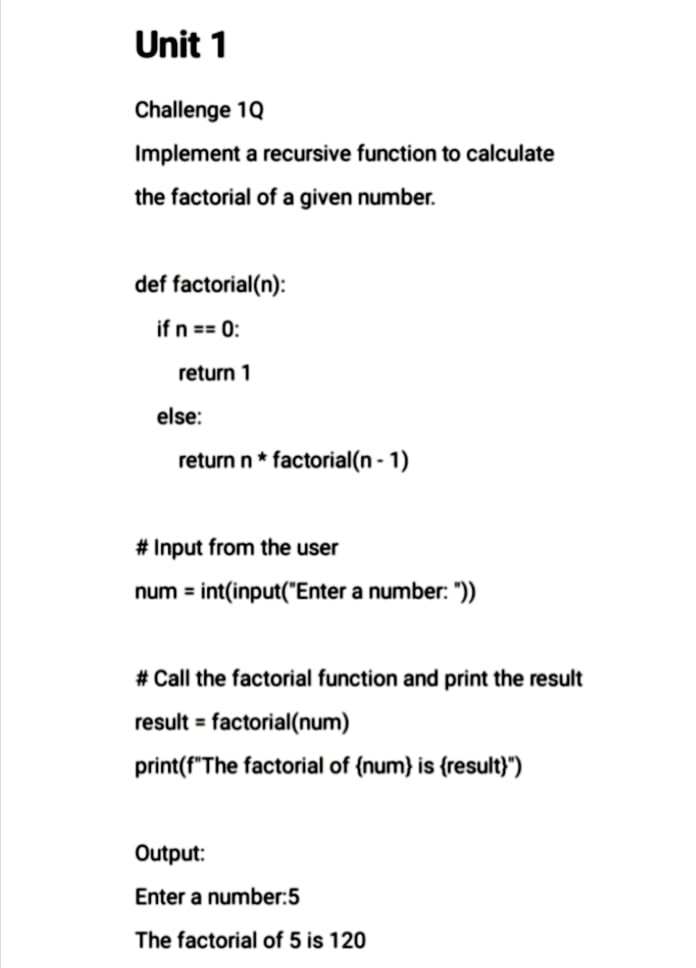 Unit 1
Challenge 1Q
Implement a recursive function to calculate
the factorial of a given number.
def factorial(n):
if n == 0:
return 1
else:
return n * factorial(n - 1)
# Input from the user
num = int(input("Enter a number: "))
# Call the factorial function and print the result
result = factorial(num)
print(f"The factorial of {num} is {result}")
Output:
Enter a number:5
The factorial of 5 is 120